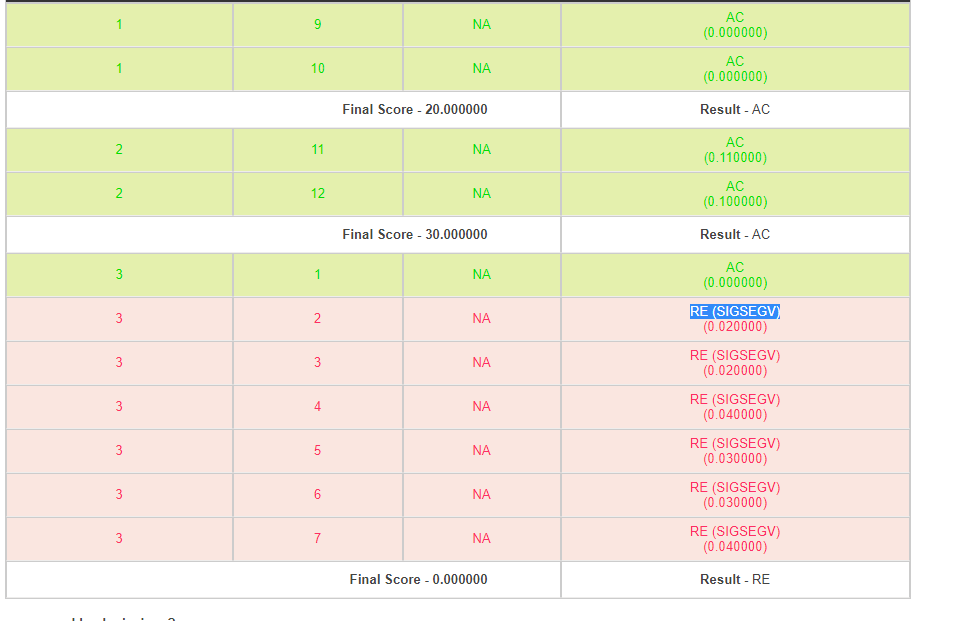 1 9 NA AC
(0.000000)
1 10 NA AC
(0.000000)
Final Score - 20.000000 Result - AC
2 11 NA AC
(0.110000)
2 12 NA AC
(0.100000)
Final Score - 30.000000 Result - AC
3 1 NA AC
(0.000000)
3 2 NA RE (SIGSEGV)
(0.020000)
3 3 NA RE (SIGSEGV)
(0.020000)
3 4 NA RE (SIGSEGV)
(0.040000)
3 5 NA RE (SIGSEGV)
(0.030000)
3 6 NA RE (SIGSEGV)
(0.030000)
3 7 NA RE (SIGSEGV)
(0.040000)
Final Score - 0.000000 Result - RE